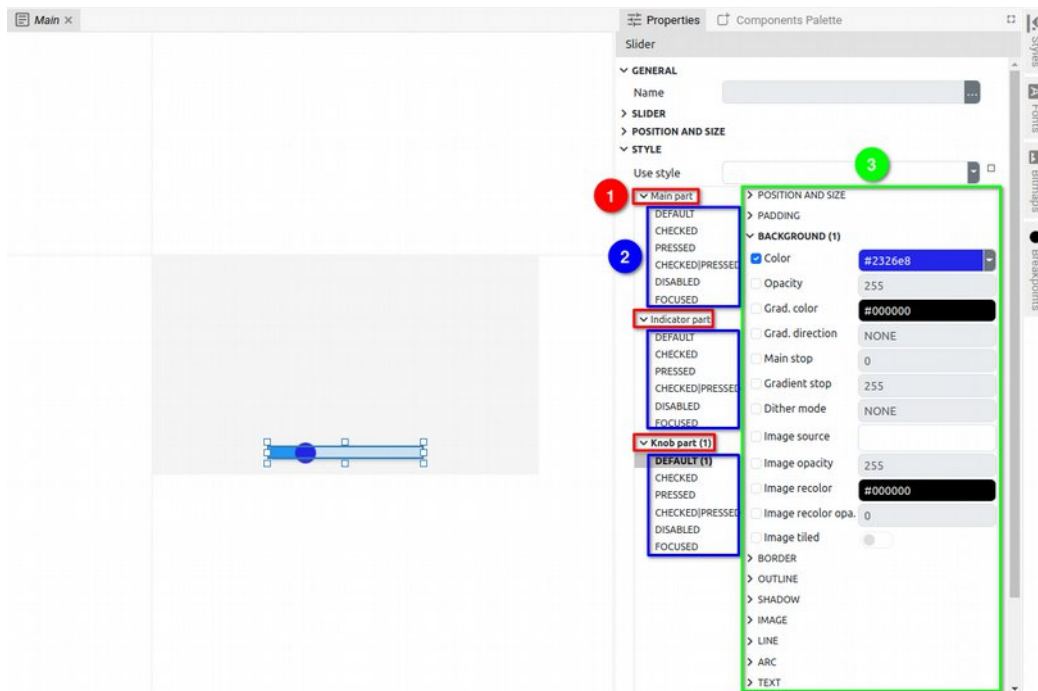 Main ×
Properties
Components Palette
Slider
GENERAL
Name
...
SLIDER
POSITION AND SIZE
STYLE
Use style
1
Main part
DEFAULT
CHECKED
PRESSED
CHECKED|PRESSED
DISABLED
FOCUSED
2
Indicator part
DEFAULT
CHECKED
PRESSED
CHECKED|PRESSED
DISABLED
FOCUSED
Knob part (1)
DEFAULT (1)
CHECKED
PRESSED
CHECKED|PRESSED
DISABLED
FOCUSED
3
POSITION AND SIZE
PADDING
BACKGROUND (1)
Color #2326e8
Opacity 255
Grad. color #000000
Grad. direction NONE
Main stop 0
Gradient stop 255
Dither mode NONE
Image source
Image opacity 255
Image recolor #000000
Image recolor opa. 0
Image tiled
BORDER
OUTLINE
SHADOW
IMAGE
LINE
ARC
TEXT
Styles
Fonts
Bitmaps
Breakpoints